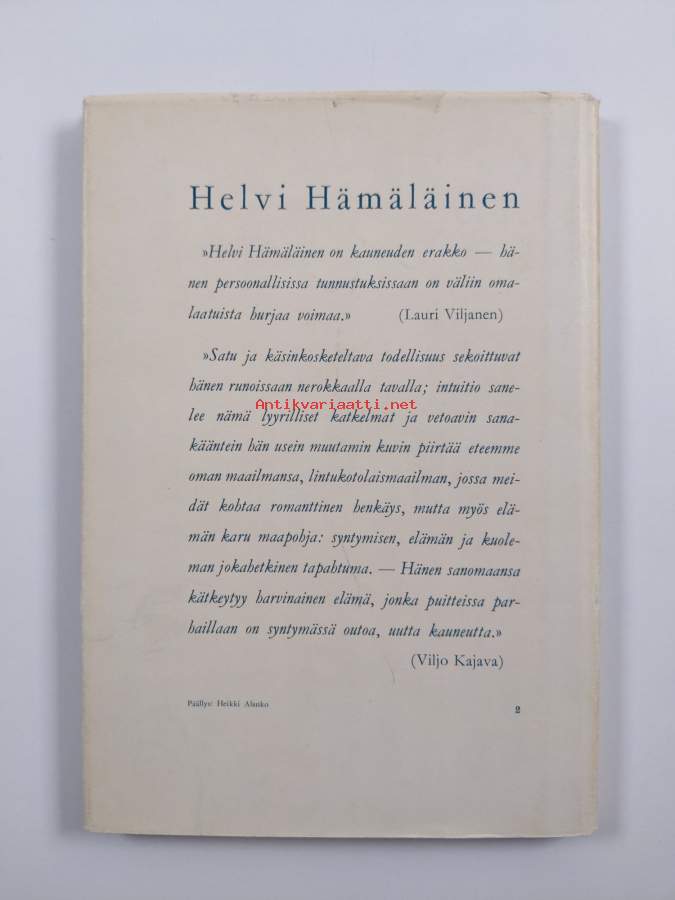 Helvi Hämäläinen
»Helvi Hämäläinen on kauneuden erakko — hä-
nen persoonallisissa tunnustuksissaan on väliin oma-
laatuista hurjaa voimaa.» (Lauri Viljanen)
»Satu ja käsinkosketeltava todellisuus sekoittuvat
hänen runoissaan nerokkaalla tavalla; intuitio sane-
Antikvariaatti.net
lee nämä lyyrilliset katkelmat ja vetoavin sana-
kääntein hän usein muutamin kuvin piirtää eteemme
oman maailmansa, lintukotolaismaailman, jossa mei-
dät kohtaa romanttinen henkäys, mutta myös elä-
män karu maapohja: syntymisen, elämän ja kuole-
man jokahetkinen tapahtuma. — Hänen sanomaansa
kätkeytyy harvinainen elämä, jonka puitteissa par-
haillaan on syntymässä outoa, uutta kauneutta.»
(Viljo Kajava)
Päällys: Heikki Alanko
2